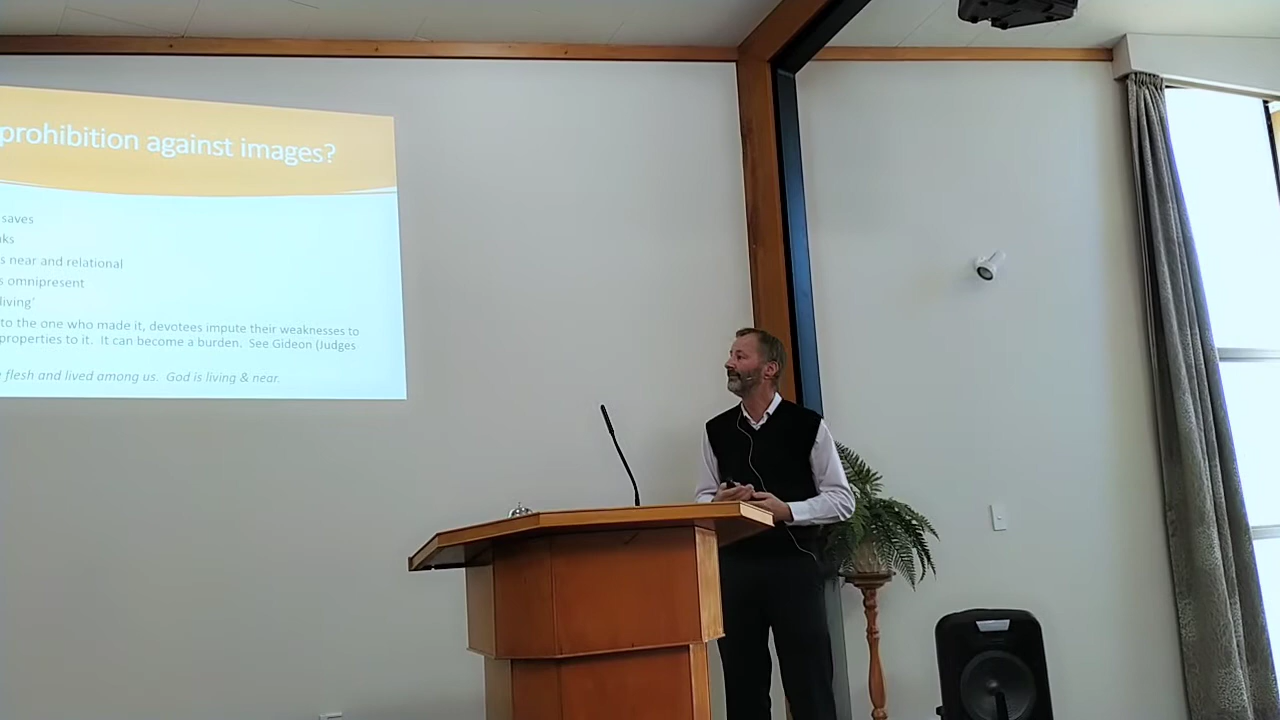 prohibition against images?
saves
s near and relational
s omnipresent
living'
to the one who made it, devotees impute their weaknesses to
properties to it. It can become a burden. See Gideon (Judges
flesh and lived among us. God is living & near.